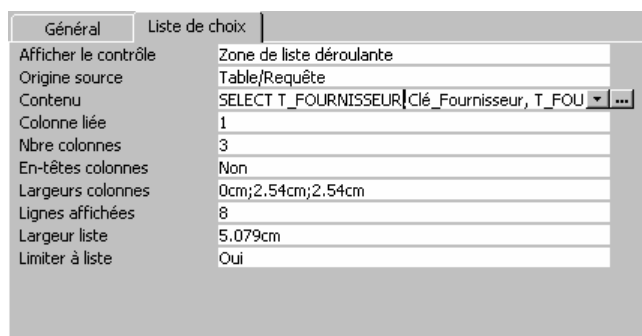 Général Liste de choix
Afficher le contrôle Zone de liste déroulante
Origine source Table/Requête
Contenu SELECT T_FOURNISSEUR.Clé_Fournisseur, T_FOU ...
Colonne liée 1
Nbre colonnes 3
En-têtes colonnes Non
Largeurs colonnes 0cm;2.54cm;2.54cm
Lignes affichées 8
Largeur liste 5.079cm
Limiter à liste Oui